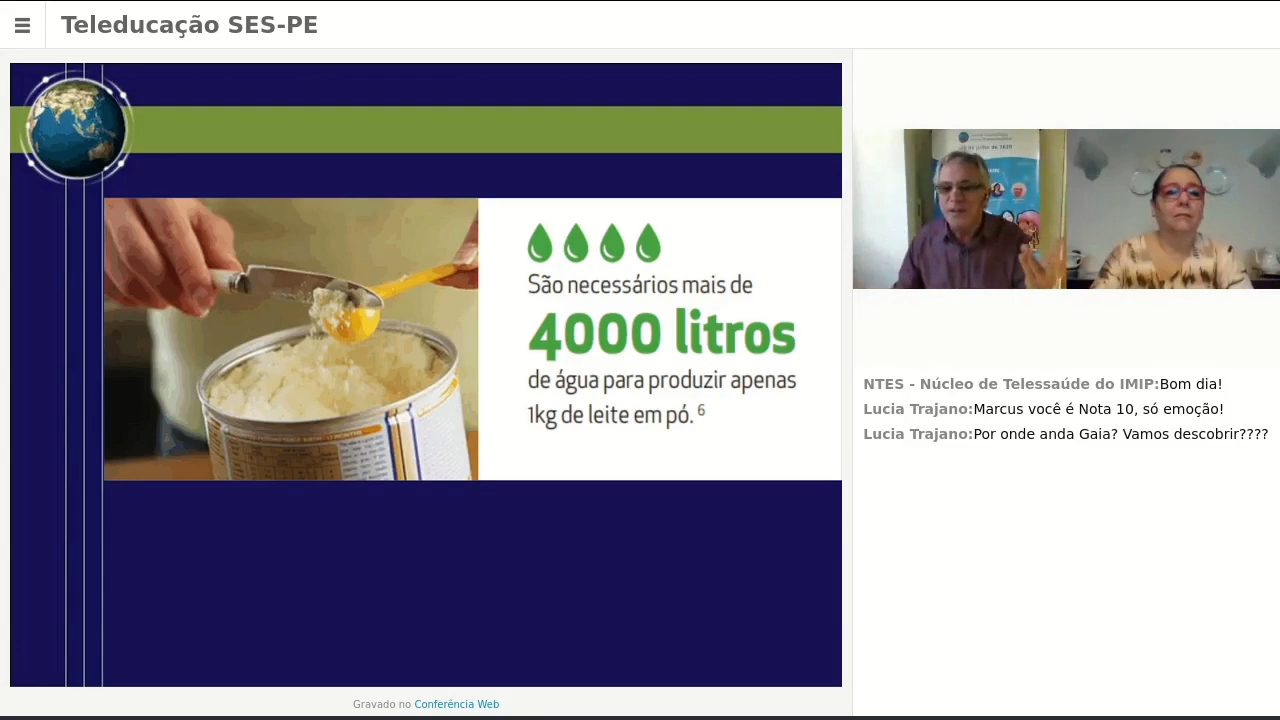 Teleducação SES-PE
São necessários mais de
4000 litros
de água para produzir apenas
1kg de leite em pó. 6
NTES - Núcleo de Telessaúde do IMIP:Bom dia!
Lucia Trajano:Marcus você é Nota 10, só emoção!
Lucia Trajano:Por onde anda Gaia? Vamos descobrir????
Gravado no Conferência Web